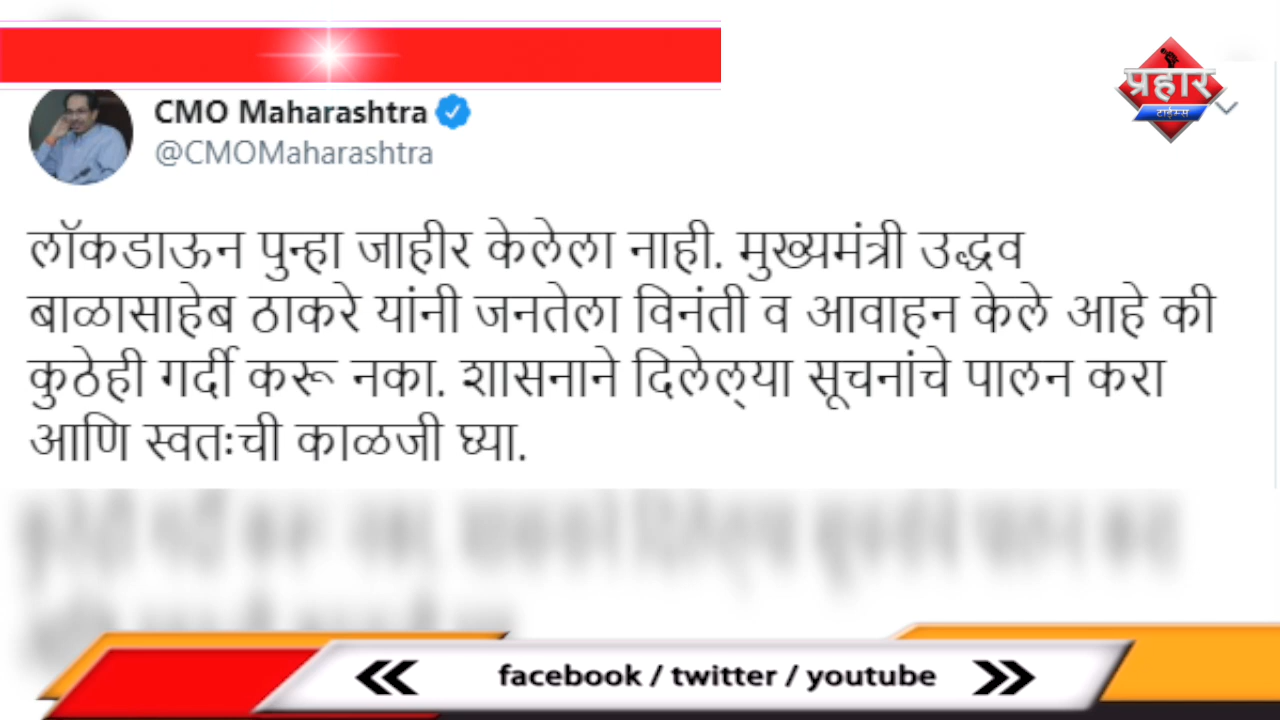 CMO Maharashtra
@CMOMaharashtra
प्रहार
टाईम्स
लॉकडाऊन पुन्हा जाहीर केलेला नाही. मुख्यमंत्री उद्धव
बाळासाहेब ठाकरे यांनी जनतेला विनंती व आवाहन केले आहे की
कुठेही गर्दी करू नका. शासनाने दिलेल्या सूचनांचे पालन करा
आणि स्वतःची काळजी घ्या.
facebook / twitter / youtube